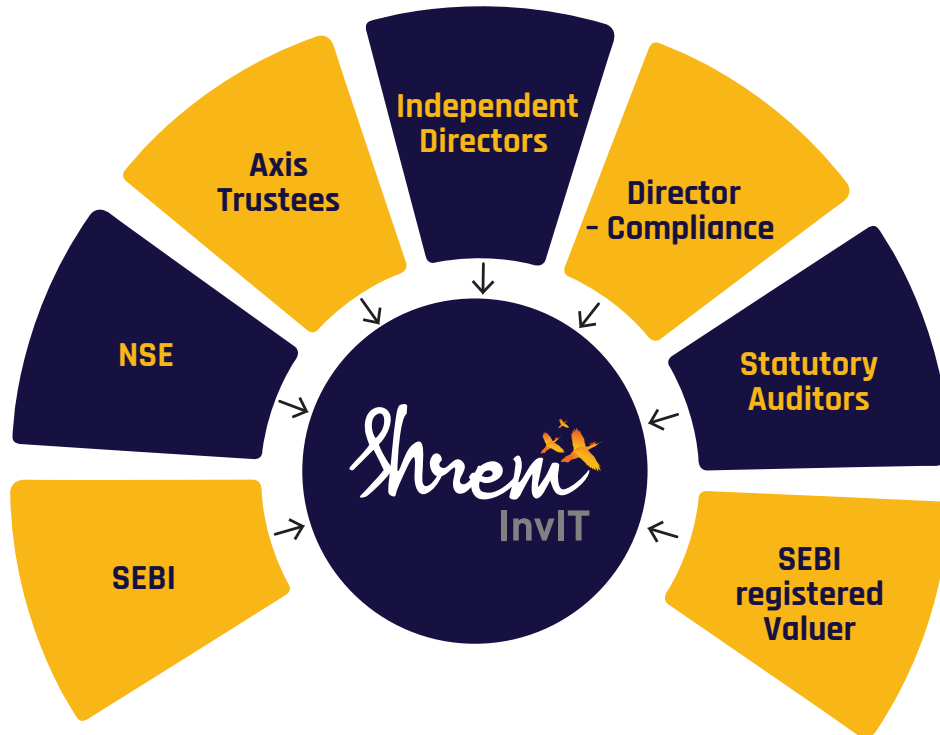 Independent
Directors
Axis
Trustees
Director
– Compliance
NSE
Statutory
Auditors
Shrem
InvIT
SEBI
SEBI
registered
Valuer